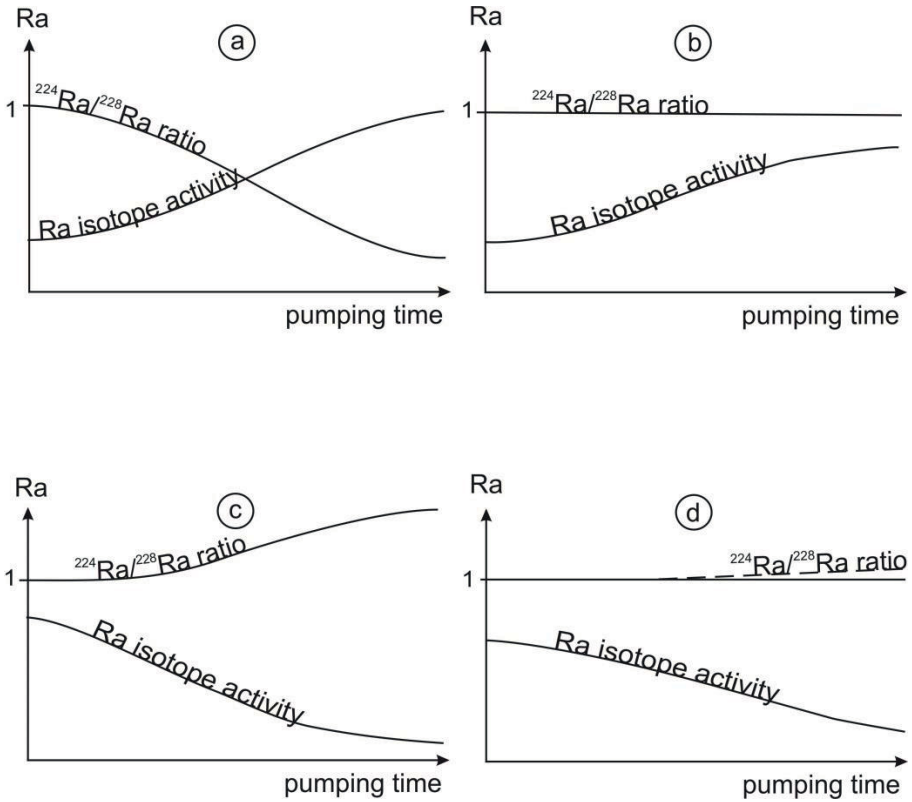 Ra
a
1
²²⁴Ra/²²⁸Ra ratio
Ra isotope activity
pumping time
Ra
b
1
²²⁴Ra/²²⁸Ra ratio
Ra isotope activity
pumping time
Ra
c
1
²²⁴Ra/²²⁸Ra ratio
Ra isotope activity
pumping time
Ra
d
1
²²⁴Ra/²²⁸Ra ratio
Ra isotope activity
pumping time